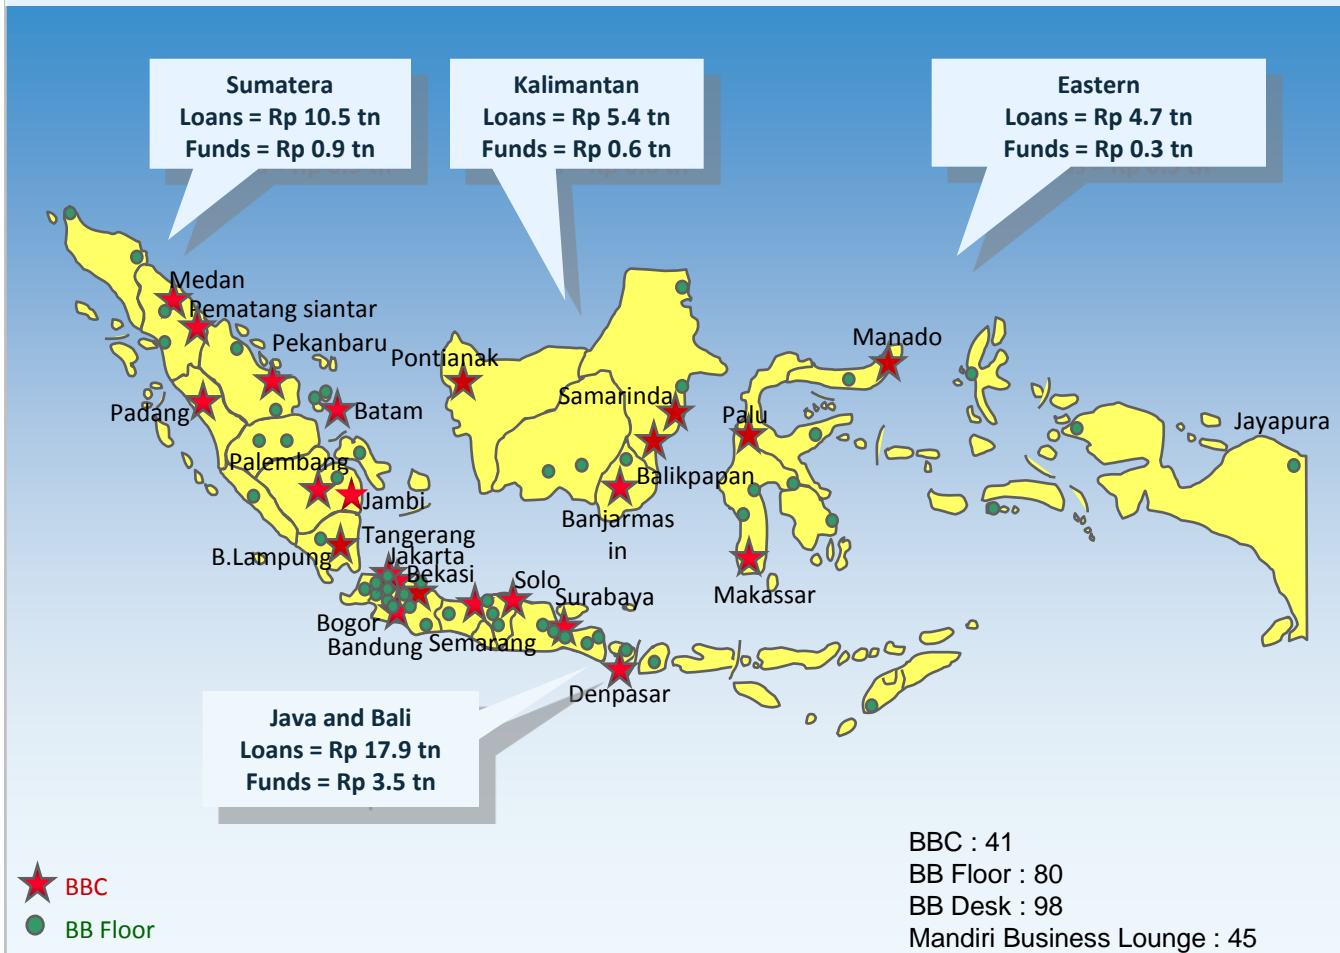 Sumatera
Loans = Rp 10.5 tn
Funds = Rp 0.9 tn
Kalimantan
Loans = Rp 5.4 tn
Funds = Rp 0.6 tn
Eastern
Loans = Rp 4.7 tn
Funds = Rp 0.3 tn
Medan
Pematang siantar
Pekanbaru
Padang
Batam
Palembang
Jambi
B.Lampung
Tangerang
Jakarta
Bekasi
Bogor
Bandung
Semarang
Solo
Surabaya
Denpasar
Pontianak
Samarinda
Balikpapan
Banjarmas
in
Manado
Palu
Makassar
Jayapura
Java and Bali
Loans = Rp 17.9 tn
Funds = Rp 3.5 tn
BBC
BB Floor
BBC : 41
BB Floor : 80
BB Desk : 98
Mandiri Business Lounge : 45